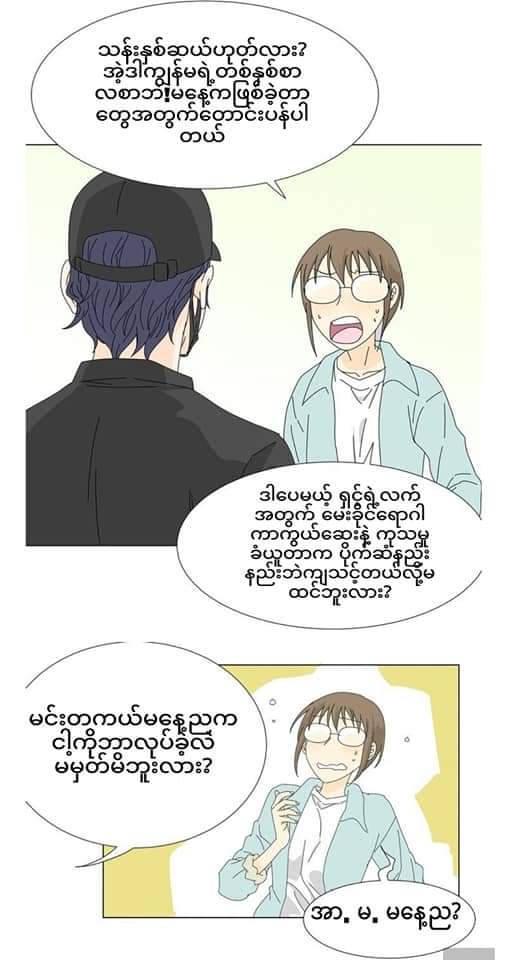 သန်းနှစ်ဆယ်ဟုတ်လား?
အဲ့ဒါကျွန်မရဲ့တစ်နှစ်စာ
လစာဘဲ!မနေ့ကဖြစ်ခဲ့တာ
တွေအတွက်တောင်းပန်ပါ
တယ်
ဒါပေမယ့် ရှင့်ရဲ့လက်
အတွက် မေးခိုင်ရောဂါ
ကာကွယ်ဆေးနဲ့ ကုသမှု
ခံယူတာက ပိုက်ဆံနည်း
နည်းဘဲကျသင့်တယ်လို့မ
ထင်ဘူးလား?
မင်းတကယ်မနေ့ညက
ငါ့ကိုဘာလုပ်ခဲ့လဲ
မမှတ်မိဘူးလား?
အာ. မ. မနေ့ည?